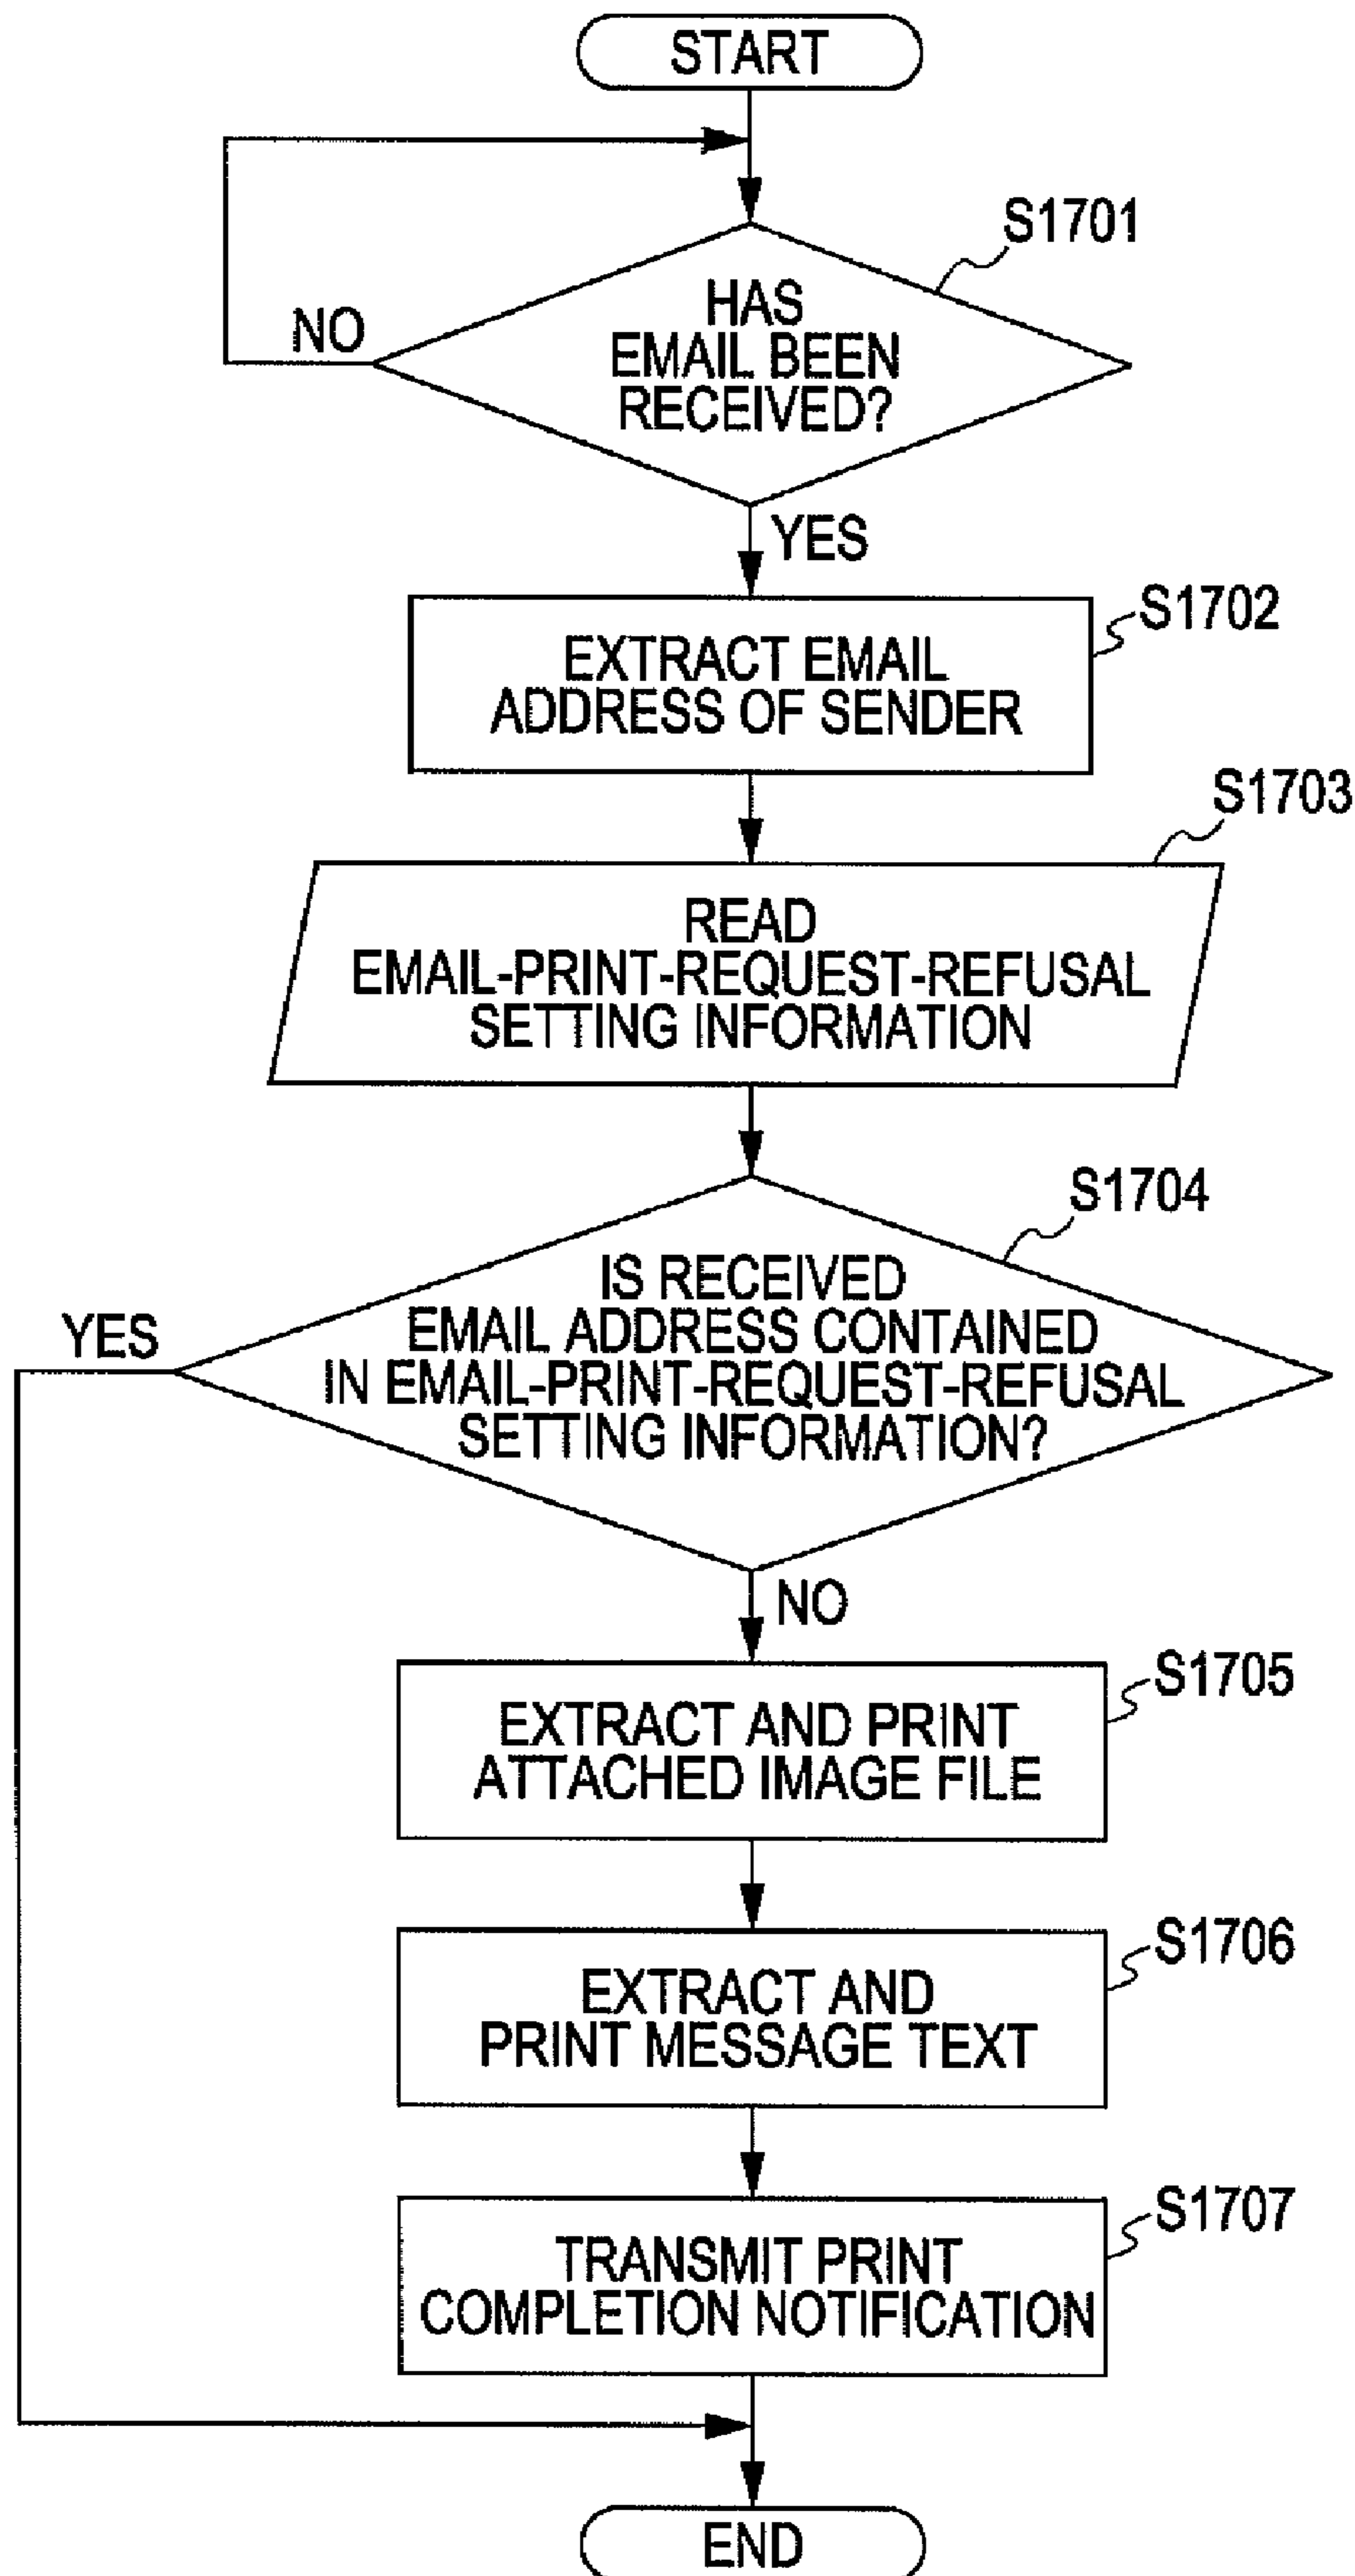 START
S1701
HAS
EMAIL BEEN
RECEIVED?
NO
YES
S1702
EXTRACT EMAIL
ADDRESS OF SENDER
S1703
READ
EMAIL-PRINT-REQUEST-REFUSAL
SETTING INFORMATION
S1704
IS RECEIVED
EMAIL ADDRESS CONTAINED
IN EMAIL-PRINT-REQUEST-REFUSAL
SETTING INFORMATION?
YES
NO
S1705
EXTRACT AND PRINT
ATTACHED IMAGE FILE
S1706
EXTRACT AND
PRINT MESSAGE TEXT
S1707
TRANSMIT PRINT
COMPLETION NOTIFICATION
END